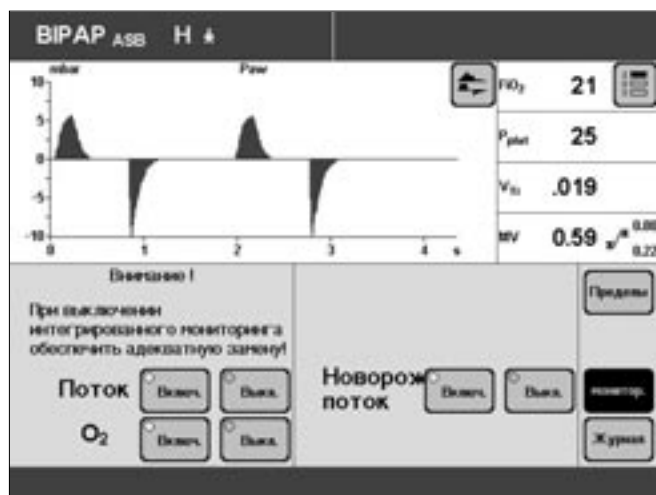 BIPAP ASB H
mbar Paw
10
5
0
-5
-10
0 1 2 3 4 s
FiO₂ 21
Pplat 25
VTi .019
MV 0.59
Внимание !
При выключении
интегрированного мониторинга
обеспечить адекватную замену!
Поток Включ. Выкл.
O₂ Включ. Выкл.
Новорож
поток
Включ. Выкл.
Пределы
монитор.
Журнал